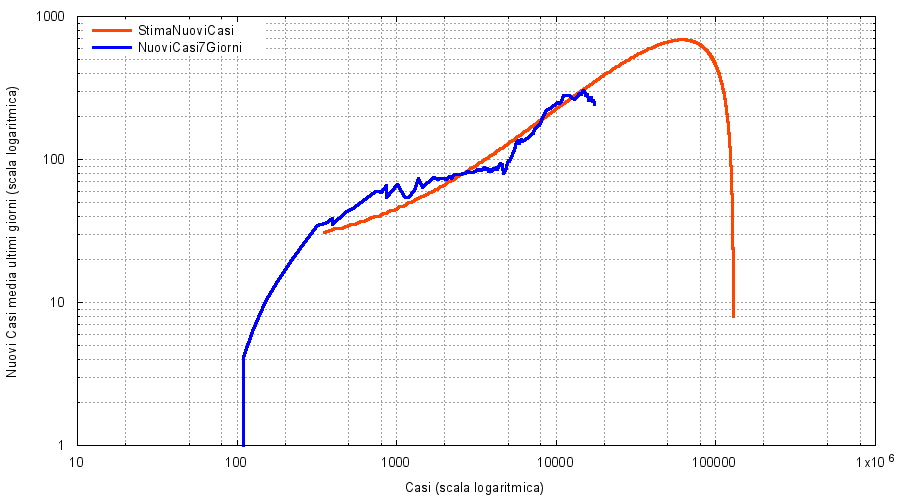 1000
StimaNuoviCasi
NuoviCasi7Giorni
100
10
1
Nuovi Casi media ultimi giorni (scala logaritmica)
10 100 1000 10000 100000 1x10 6
Casi (scala logaritmica)